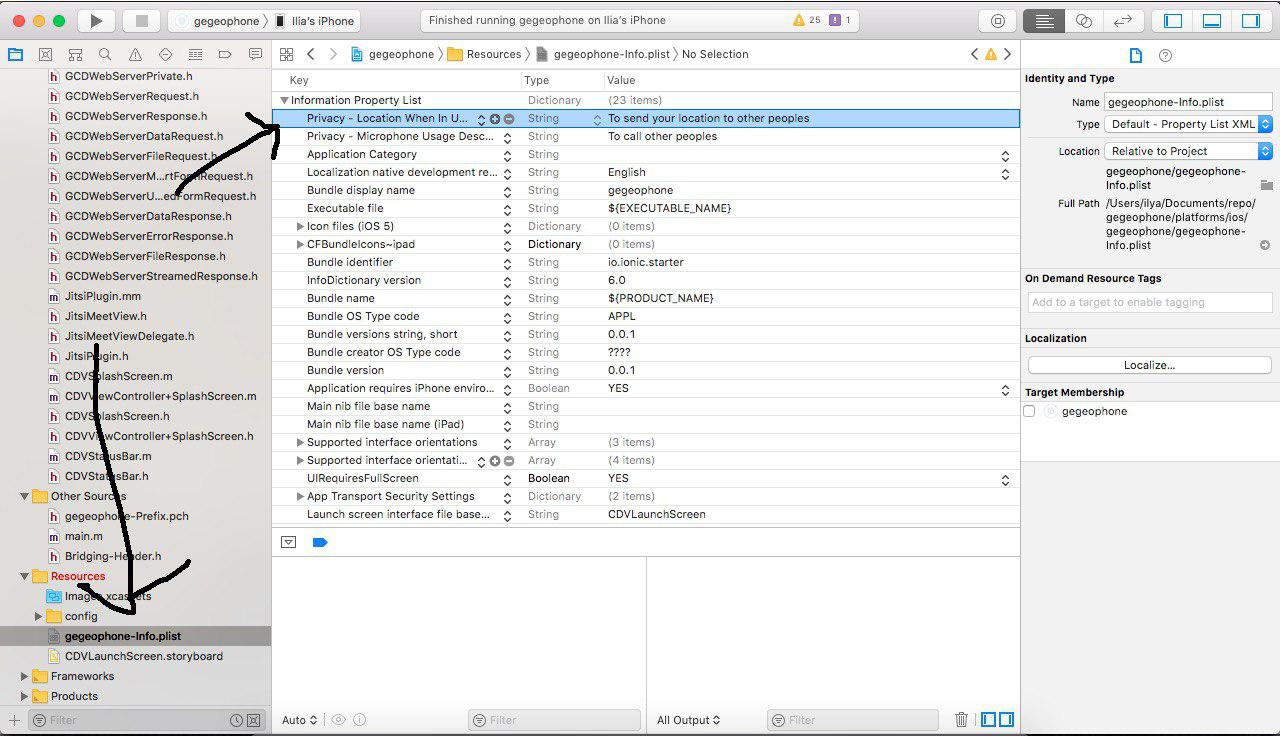 gegeophone
Ilia's iPhone
Finished running gegeophone on Ilia's iPhone
25
1
gegeophone
Resources
gegeophone-Info.plist
No Selection
GCDWebServerPrivate.h
GCDWebServerRequest.h
GCDWebServerResponse.h
GCDWebServerDataRequest.h
GCDWebServerFileRequest.h
GCDWebServerM...rtFormRequest.h
GCDWebServerU...edFormRequest.h
GCDWebServerDataResponse.h
GCDWebServerErrorResponse.h
GCDWebServerFileResponse.h
GCDWebServerStreamedResponse.h
JitsiPlugin.mm
JitsiMeetView.h
JitsiMeetViewDelegate.h
JitsiPlugin.h
CDVSplashScreen.m
CDVViewController+SplashScreen.m
CDVSplashScreen.h
CDVViewController+SplashScreen.h
CDVStatusBar.m
CDVStatusBar.h
Other Sources
gegeophone-Prefix.pch
main.m
Bridging-Header.h
Resources
Images.xcassets
config
gegeophone-Info.plist
CDVLaunchScreen.storyboard
Frameworks
Products
Filter
Key Type Value
Information Property List Dictionary (23 items)
Privacy - Location When In U... String To send your location to other peoples
Privacy - Microphone Usage Desc... String To call other peoples
Application Category String
Localization native development re... String English
Bundle display name String gegeophone
Executable file String ${EXECUTABLE_NAME}
Icon files (iOS 5) Dictionary (0 items)
CFBundleIcons~ipad Dictionary (0 items)
Bundle identifier String io.ionic.starter
InfoDictionary version String 6.0
Bundle name String ${PRODUCT_NAME}
Bundle OS Type code String APPL
Bundle versions string, short String 0.0.1
Bundle creator OS Type code String ????
Bundle version String 0.0.1
Application requires iPhone enviro... Boolean YES
Main nib file base name String
Main nib file base name (iPad) String
Supported interface orientations Array (3 items)
Supported interface orientati... Array (4 items)
UIRequiresFullScreen Boolean YES
App Transport Security Settings Dictionary (2 items)
Launch screen interface file base... String CDVLaunchScreen
Auto
Filter
All Output
Filter
Identity and Type
Name gegeophone-Info.plist
Type Default - Property List XML
Location Relative to Project
gegeophone/gegeophone-
Info.plist
Full Path /Users/ilya/Documents/repo/
gegeophone/platforms/ios/
gegeophone/gegeophone-
Info.plist
On Demand Resource Tags
Add to a target to enable tagging
Localization
Localize...
Target Membership
gegeophone